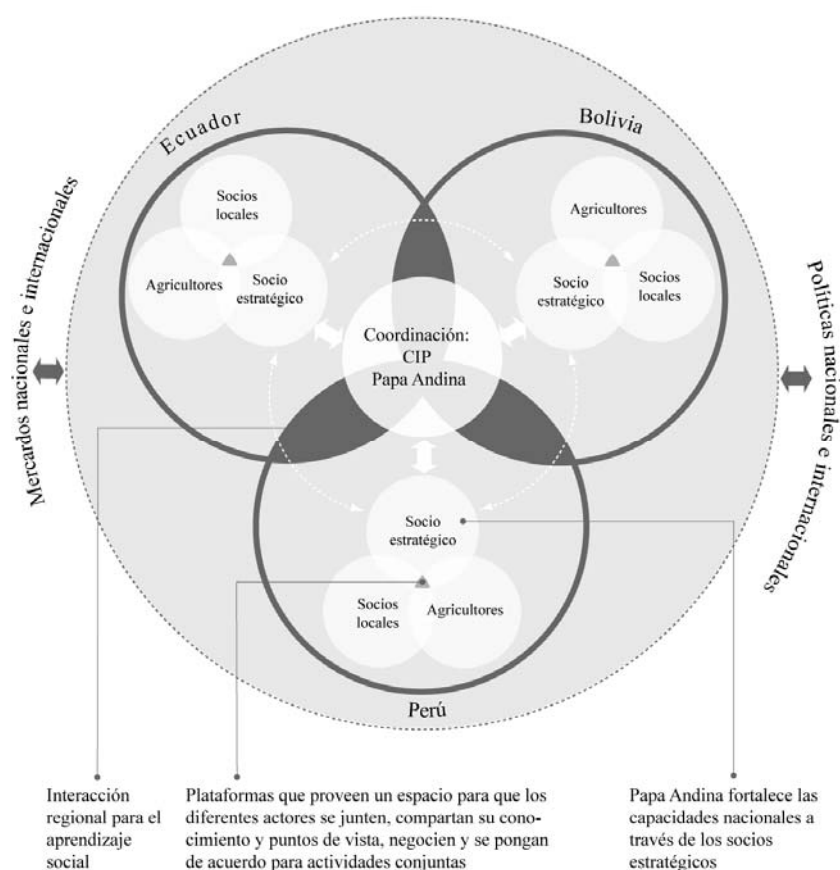 Ecuador
Bolivia
Mercardos nacionales e internacionales
Políticas nacionales e internacionales
Socios
locales
Agricultores
Socio
estratégico
Agricultores
Socio
estratégico
Socios
locales
Coordinación:
CIP
Papa Andina
Socio
estratégico
Socios
locales
Agricultores
Perú
Interacción
regional para el
aprendizaje
social
Plataformas que proveen un espacio para que los
diferentes actores se junten, compartan su cono-
cimiento y puntos de vista, negocien y se pongan
de acuerdo para actividades conjuntas
Papa Andina fortalece las
capacidades nacionales a
través de los socios
estratégicos